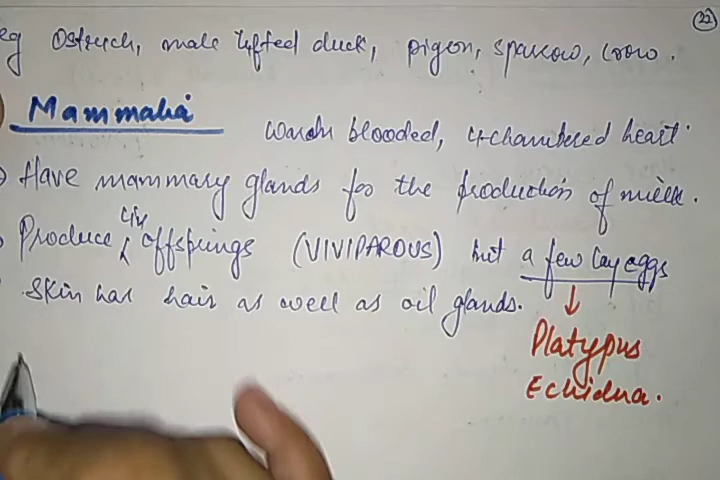 22
eg Ostrich, male tufted duck, pigeon, sparrow, crow.
Mammalia
warm blooded, 4-chambered heart
Have mammary glands for the production of milk.
live
Produce offsprings (VIVIPAROUS) but a few lay eggs
Skin has hair as well as oil glands.
Platypus
Echidna.